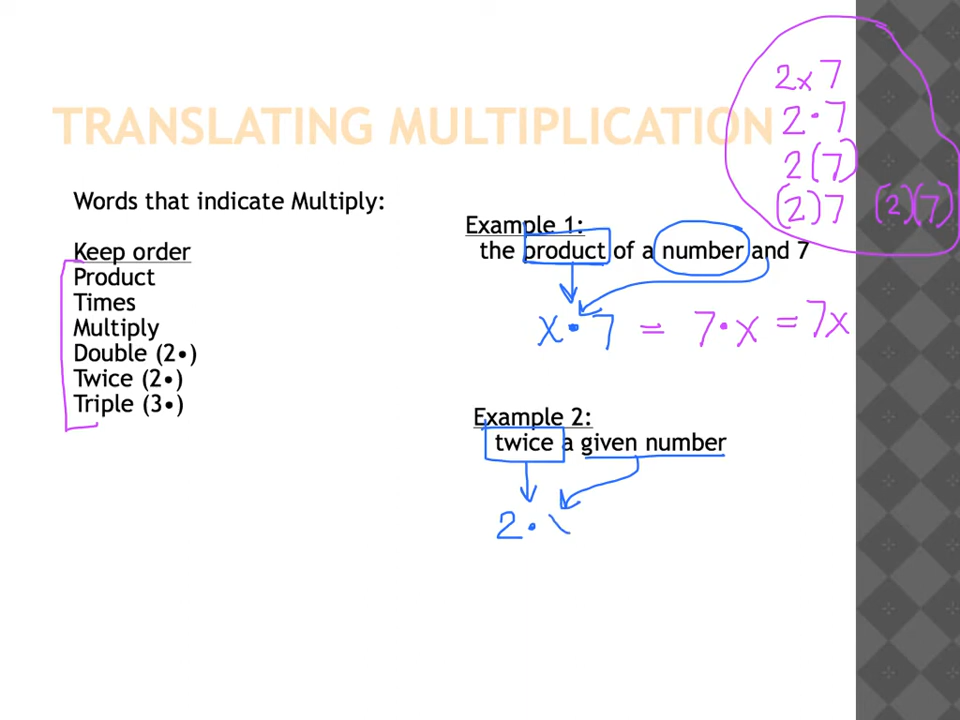 TRANSLATING MULTIPLICATION
2x7
2•7
2(7)
(2)7 (2)(7)
Words that indicate Multiply:
Keep order
Product
Times
Multiply
Double (2•)
Twice (2•)
Triple (3•)
Example 1:
the product of a number and 7
x•7 = 7•x = 7x
Example 2:
twice a given number
2•